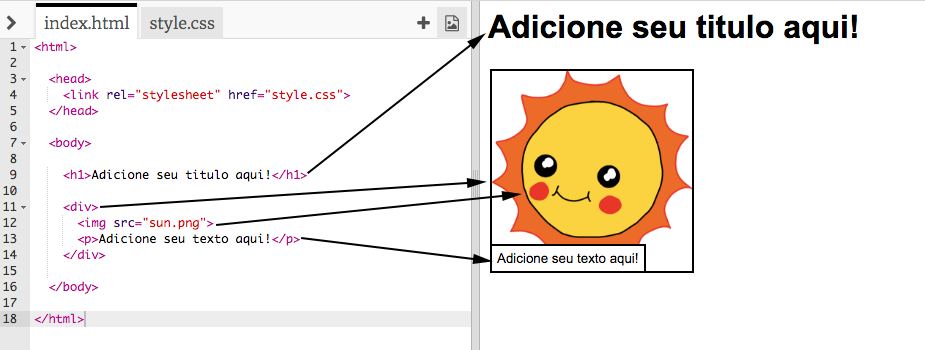 index.html style.css
1 <html>
2
3 <head>
4 <link rel="stylesheet" href="style.css">
5 </head>
6
7 <body>
8
9 <h1>Adicione seu titulo aqui!</h1>
10
11 <div>
12 <img src="sun.png">
13 <p>Adicione seu texto aqui!</p>
14 </div>
15
16 </body>
17
18 </html>
Adicione seu titulo aqui!
Adicione seu texto aqui!